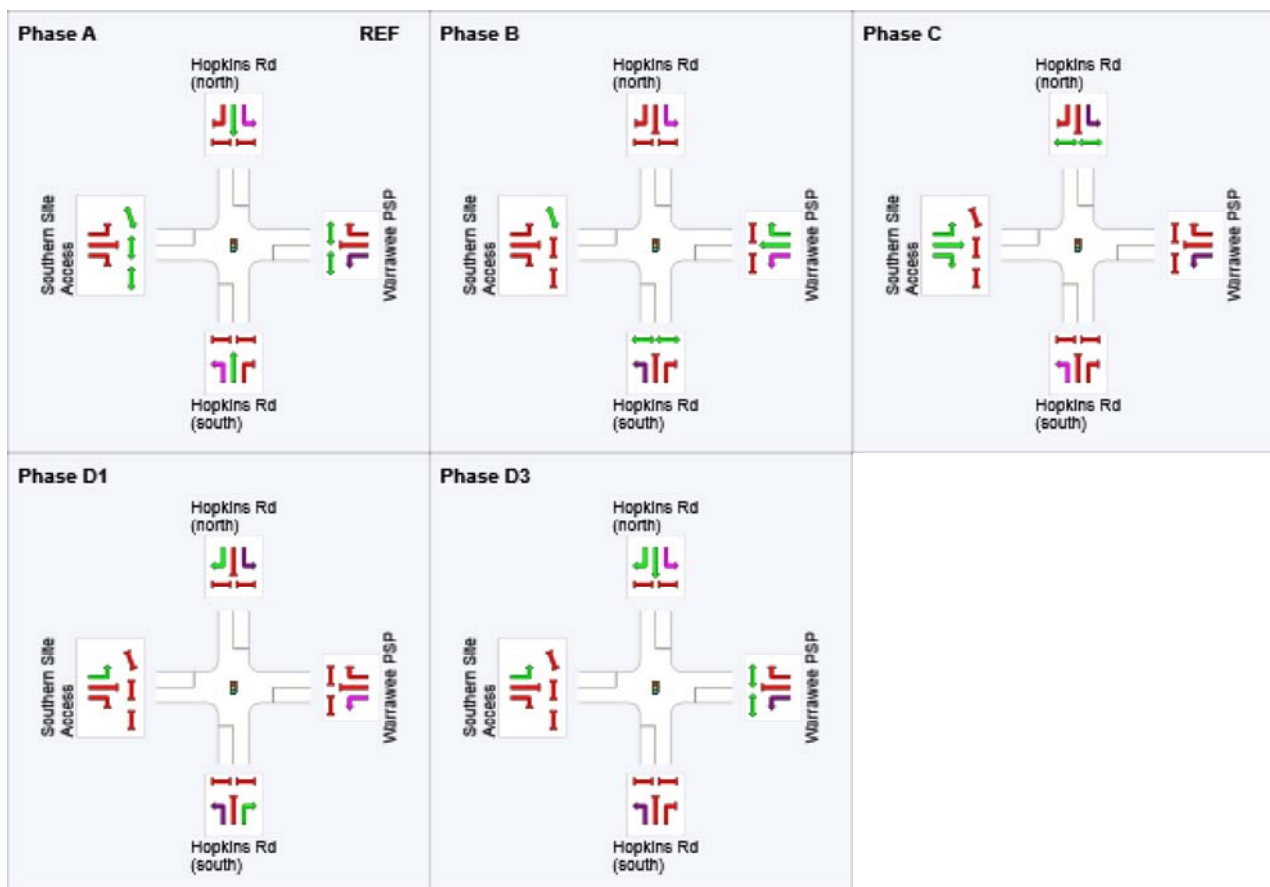 Phase A
REF
Hopkins Rd
(north)
Southern Site
Access
Warrawee PSP
Hopkins Rd
(south)
Phase B
Hopkins Rd
(north)
Southern Site
Access
Warrawee PSP
Hopkins Rd
(south)
Phase C
Hopkins Rd
(north)
Southern Site
Access
Warrawee PSP
Hopkins Rd
(south)
Phase D1
Hopkins Rd
(north)
Southern Site
Access
Warrawee PSP
Hopkins Rd
(south)
Phase D3
Hopkins Rd
(north)
Southern Site
Access
Warrawee PSP
Hopkins Rd
(south)